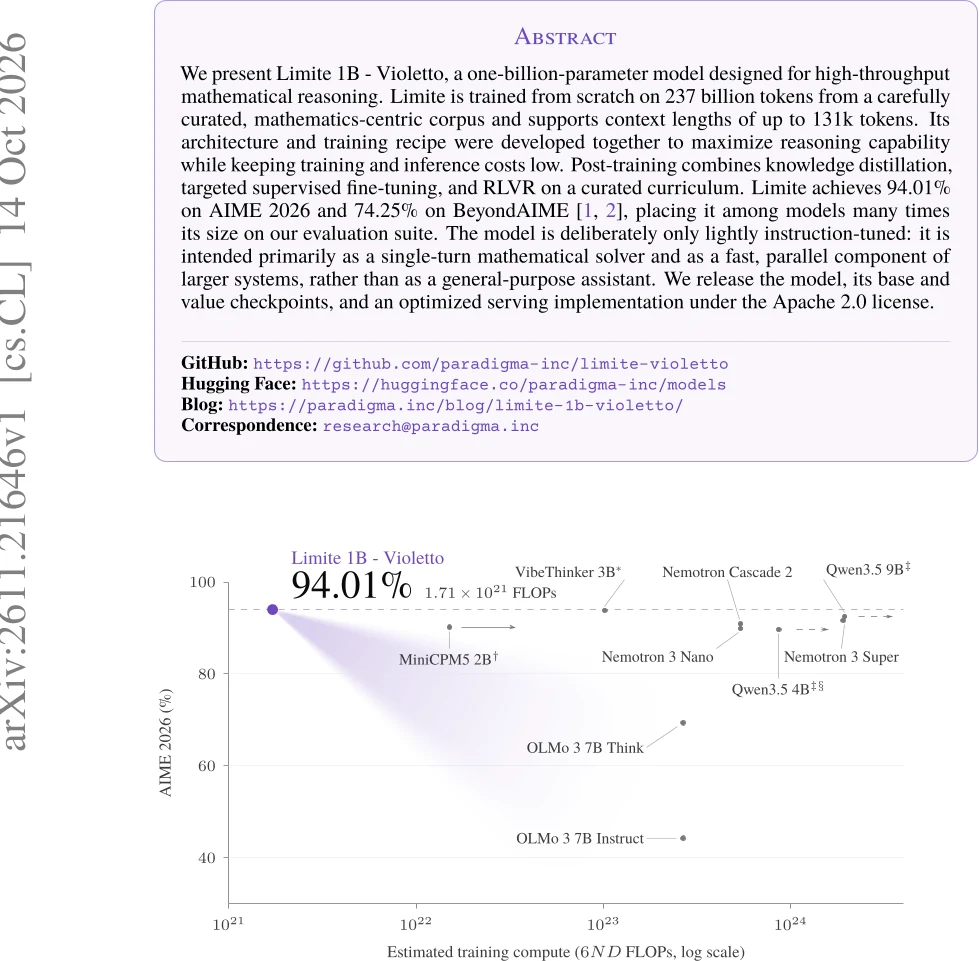 arXiv:2611.21646v1 [cs.CL] 14 Oct 2026
ABSTRACT
We present Limite 1B - Violetto, a one-billion-parameter model designed for high-throughput
mathematical reasoning. Limite is trained from scratch on 237 billion tokens from a carefully
curated, mathematics-centric corpus and supports context lengths of up to 131k tokens. Its
architecture and training recipe were developed together to maximize reasoning capability
while keeping training and inference costs low. Post-training combines knowledge distillation,
targeted supervised fine-tuning, and RLVR on a curated curriculum. Limite achieves 94.01%
on AIME 2026 and 74.25% on BeyondAIME [1, 2], placing it among models many times
its size on our evaluation suite. The model is deliberately only lightly instruction-tuned: it is
intended primarily as a single-turn mathematical solver and as a fast, parallel component of
larger systems, rather than as a general-purpose assistant. We release the model, its base and
value checkpoints, and an optimized serving implementation under the Apache 2.0 license.
GitHub: https://github.com/paradigma-inc/limite-violetto
Hugging Face: https://huggingface.co/paradigma-inc/models
Blog: https://paradigma.inc/blog/limite-1b-violetto/
Correspondence: research@paradigma.inc
Limite 1B - Violetto
94.01% 1.71 × 10²¹ FLOPs
VibeThinker 3B*
Nemotron Cascade 2
Qwen3.5 9B‡
MiniCPM5 2B†
Nemotron 3 Nano
Nemotron 3 Super
Qwen3.5 4B‡§
OLMo 3 7B Think
OLMo 3 7B Instruct
AIME 2026 (%)
100
80
60
40
10²¹ 10²² 10²³ 10²⁴
Estimated training compute (6ND FLOPs, log scale)